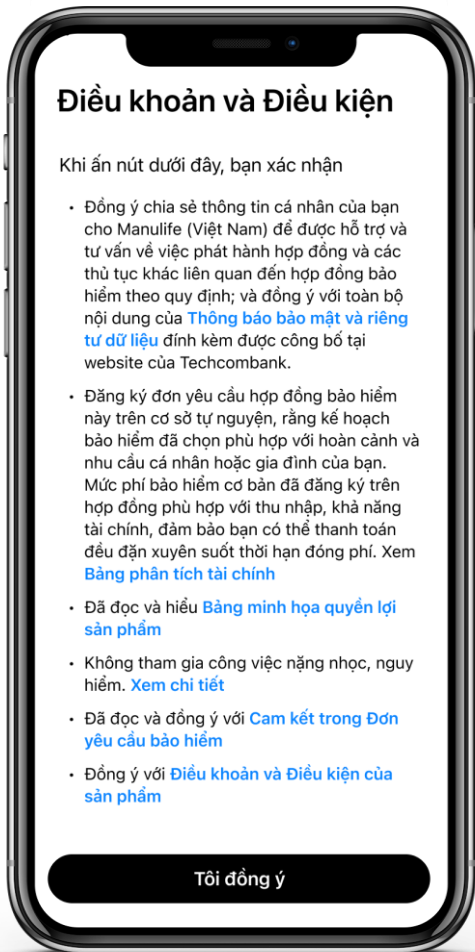 Điều khoản và Điều kiện
Khi ấn nút dưới đây, bạn xác nhận
• Đồng ý chia sẻ thông tin cá nhân của bạn
cho Manulife (Việt Nam) để được hỗ trợ và
tư vấn về việc phát hành hợp đồng và các
thủ tục khác liên quan đến hợp đồng bảo
hiểm theo quy định; và đồng ý với toàn bộ
nội dung của Thông báo bảo mật và riêng
tư dữ liệu đính kèm được công bố tại
website của Techcombank.
• Đăng ký đơn yêu cầu hợp đồng bảo hiểm
này trên cơ sở tự nguyện, rằng kế hoạch
bảo hiểm đã chọn phù hợp với hoàn cảnh và
nhu cầu cá nhân hoặc gia đình của bạn.
Mức phí bảo hiểm cơ bản đã đăng ký trên
hợp đồng phù hợp với thu nhập, khả năng
tài chính, đảm bảo bạn có thể thanh toán
đều đặn xuyên suốt thời hạn đóng phí. Xem
Bảng phân tích tài chính
• Đã đọc và hiểu Bảng minh họa quyền lợi
sản phẩm
• Không tham gia công việc nặng nhọc, nguy
hiểm. Xem chi tiết
• Đã đọc và đồng ý với Cam kết trong Đơn
yêu cầu bảo hiểm
• Đồng ý với Điều khoản và Điều kiện của
sản phẩm
Tôi đồng ý